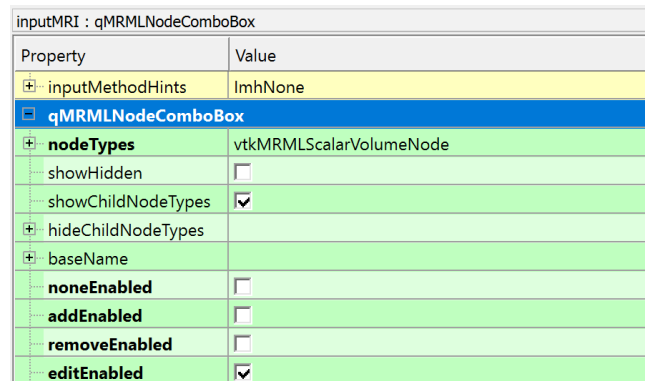 inputMRI : qMRMLNodeComboBox
Property Value
inputMethodHints ImhNone
qMRMLNodeComboBox
nodeTypes vtkMRMLScalarVolumeNode
showHidden
showChildNodeTypes
hideChildNodeTypes
baseName
noneEnabled
addEnabled
removeEnabled
editEnabled